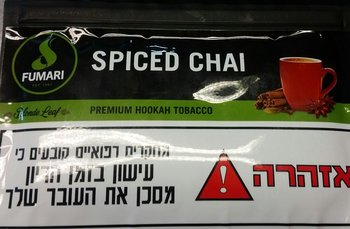 FUMARI
SPICED CHAI
Blonde Leaf
PREMIUM HOOKAH TOBACCO
אזהרה
מחקרים רפואיים קובעים כי
עישון בזמן הריון
מסכן את העובר שלך